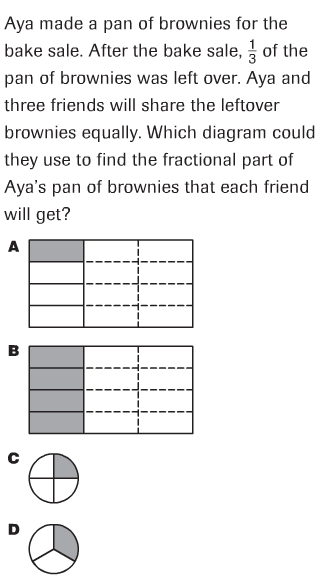 Aya made a pan of brownies for the
bake sale. After the bake sale, 1/3 of the
pan of brownies was left over. Aya and
three friends will share the leftover
brownies equally. Which diagram could
they use to find the fractional part of
Aya's pan of brownies that each friend
will get?
A
B
C
D